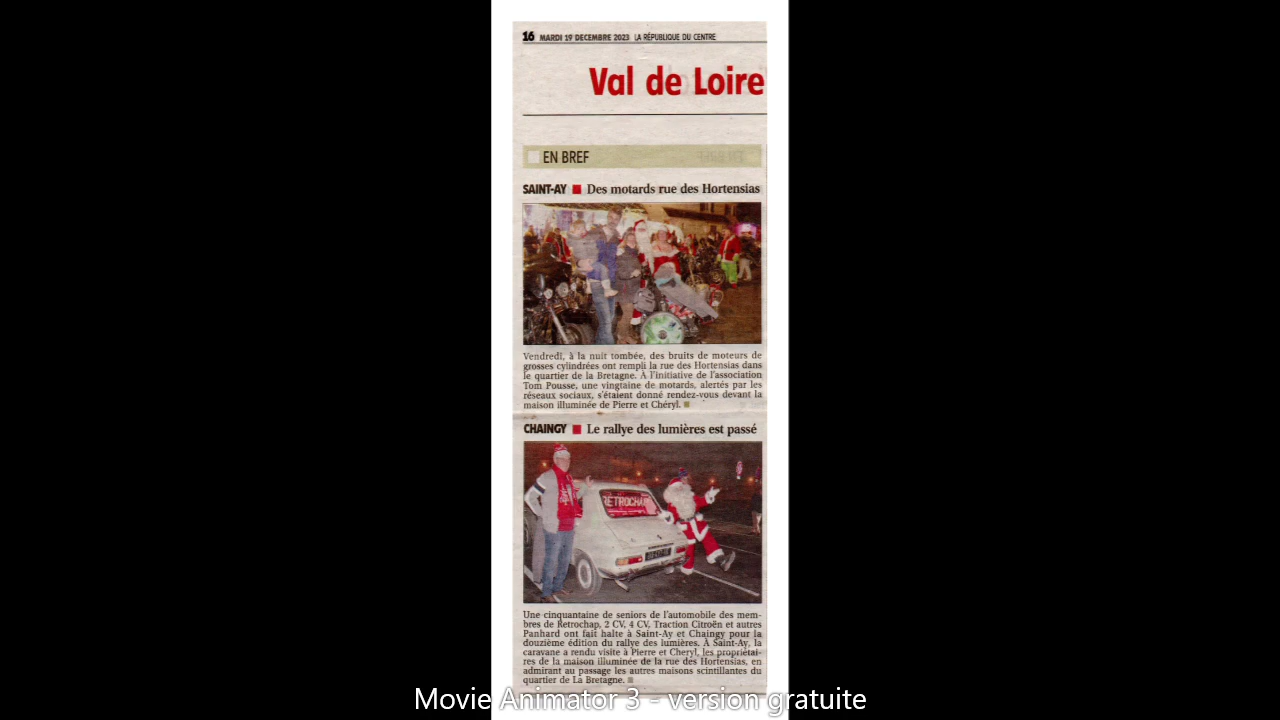 16 MARDI 19 DECEMBRE 2023 LA RÉPUBLIQUE DU CENTRE
Val de Loire
EN BREF
SAINT-AY ■ Des motards rue des Hortensias
Vendredi, à la nuit tombée, des bruits de moteurs de
grosses cylindrées ont rempli la rue des Hortensias dans
le quartier de la Bretagne. À l'initiative de l'association
Tom Pousse, une vingtaine de motards, alertés par les
réseaux sociaux, s'étaient donné rendez-vous devant la
maison illuminée de Pierre et Chéryl. ■
CHAINGY ■ Le rallye des lumières est passé
RETROCHAP
Une cinquantaine de seniors de l'automobile des mem-
bres de Retrochap, 2 CV, 4 CV, Traction Citroën et autres
Panhard ont fait halte à Saint-Ay et Chaingy pour la
douzième édition du rallye des lumières. À Saint-Ay, la
caravane a rendu visite à Pierre et Cheryl, les propriétai-
res de la maison illuminée de la rue des Hortensias, en
admirant au passage les autres maisons scintillantes du
quartier de La Bretagne. ■
Movie Animator 3 - version gratuite